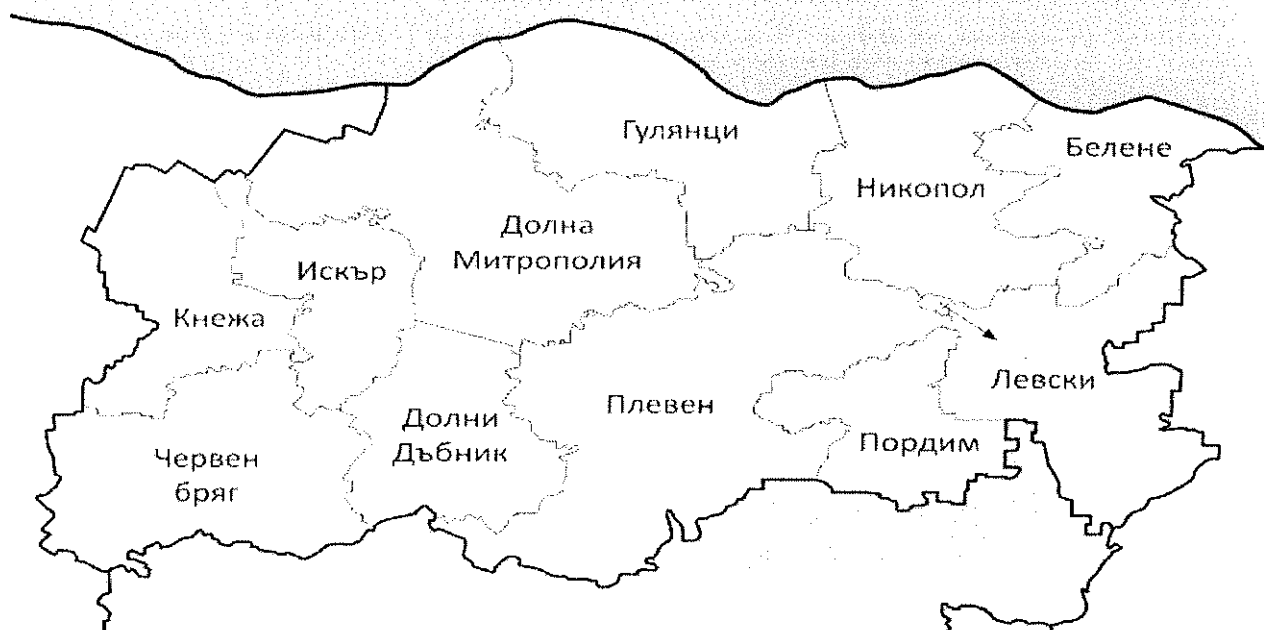 Гулянци
Белене
Никопол
Долна
Митрополия
Искър
Кнежа
Левски
Плевен
Долни
Дъбник
Пордим
Червен
бряг